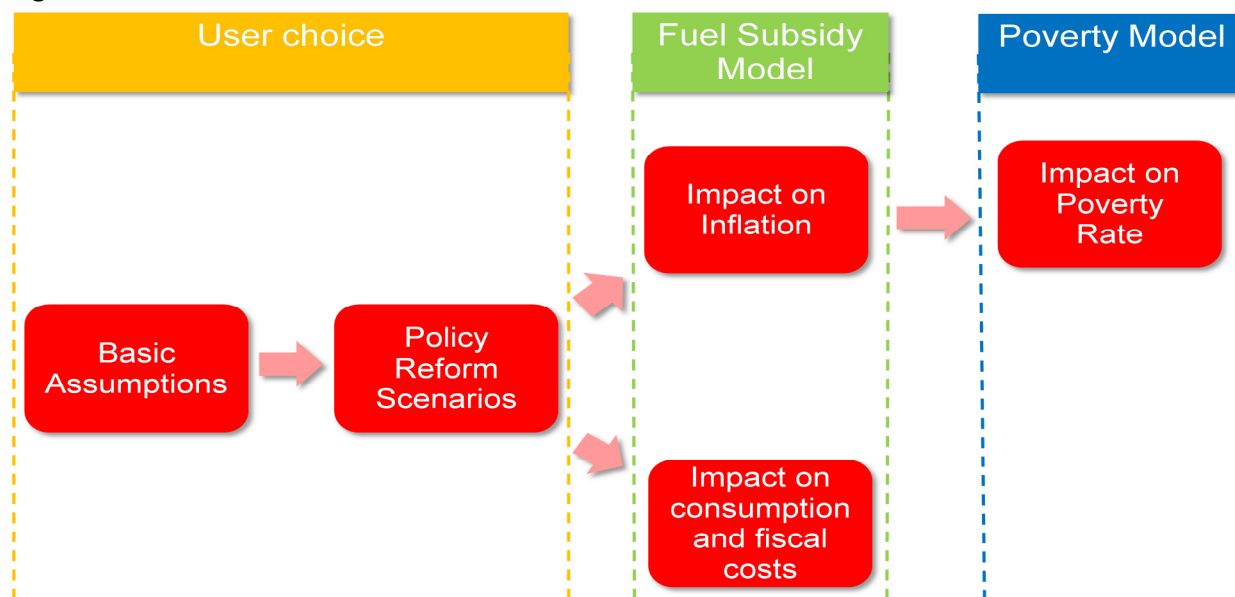 User choice
Fuel Subsidy
Model
Poverty Model
Impact on
Inflation
Impact on
Poverty
Rate
Basic
Assumptions
Policy
Reform
Scenarios
Impact on
consumption
and fiscal
costs